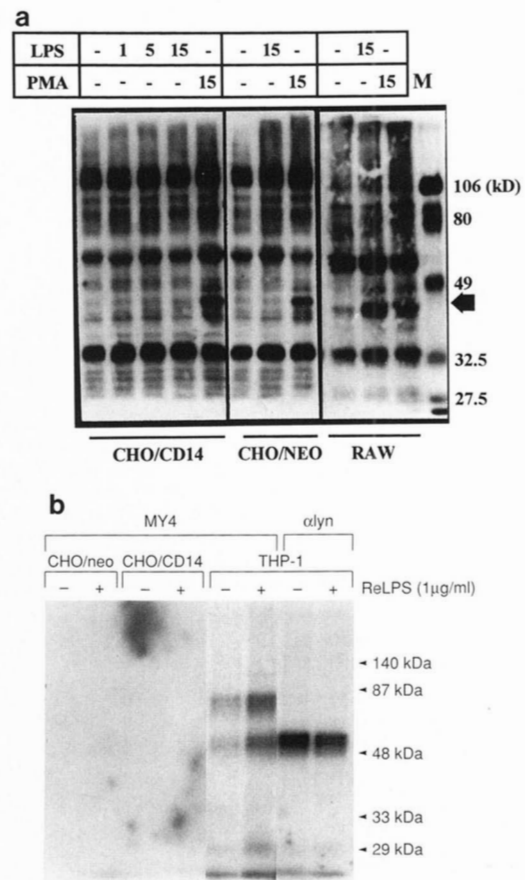 a
LPS - 1 5 15 - - 15 - - 15 -
PMA - - - - 15 - - 15 - - 15 M
106 (kD)
80
49
32.5
27.5
CHO/CD14 CHO/NEO RAW
b
MY4 αlyn
CHO/neo CHO/CD14 THP-1
– + – + – + – + ReLPS (1µg/ml)
140 kDa
87 kDa
48 kDa
33 kDa
29 kDa